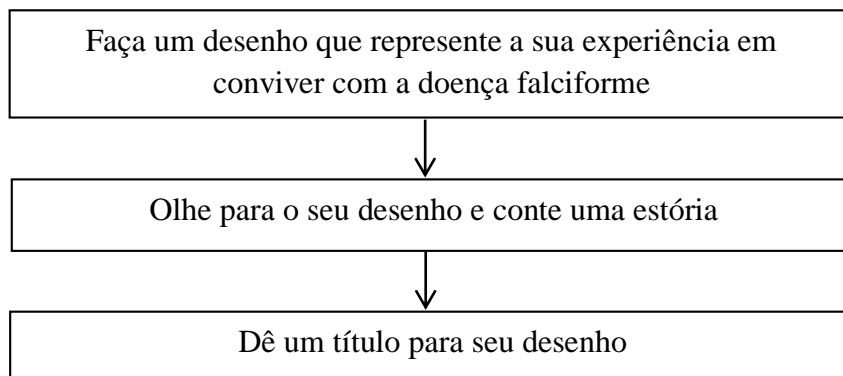 Faça um desenho que represente a sua experiência em
conviver com a doença falciforme
Olhe para o seu desenho e conte uma estória
Dê um título para seu desenho